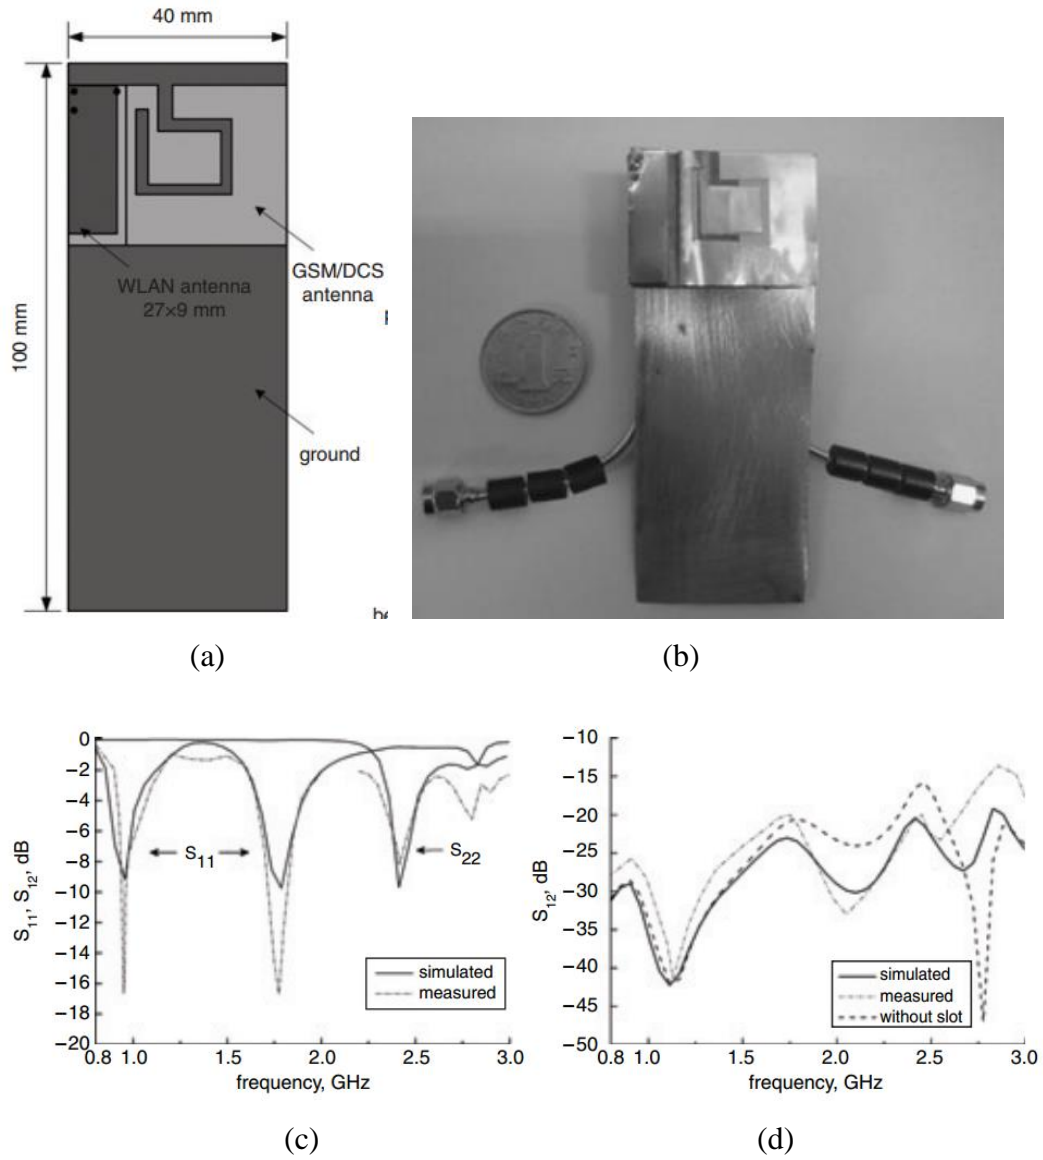 40 mm
100 mm
WLAN antenna
27×9 mm
GSM/DCS
antenna
ground
(a)
(b)
0
−2
−4
−6
−8
−10
−12
−14
−16
−18
−20
S11, S12, dB
S11
S22
simulated
measured
0.8 1.0 1.5 2.0 2.5 3.0
frequency, GHz
(c)
−10
−15
−20
−25
−30
−35
−40
−45
−50
S12, dB
simulated
measured
without slot
0.8 1.0 1.5 2.0 2.5 3.0
frequency, GHz
(d)